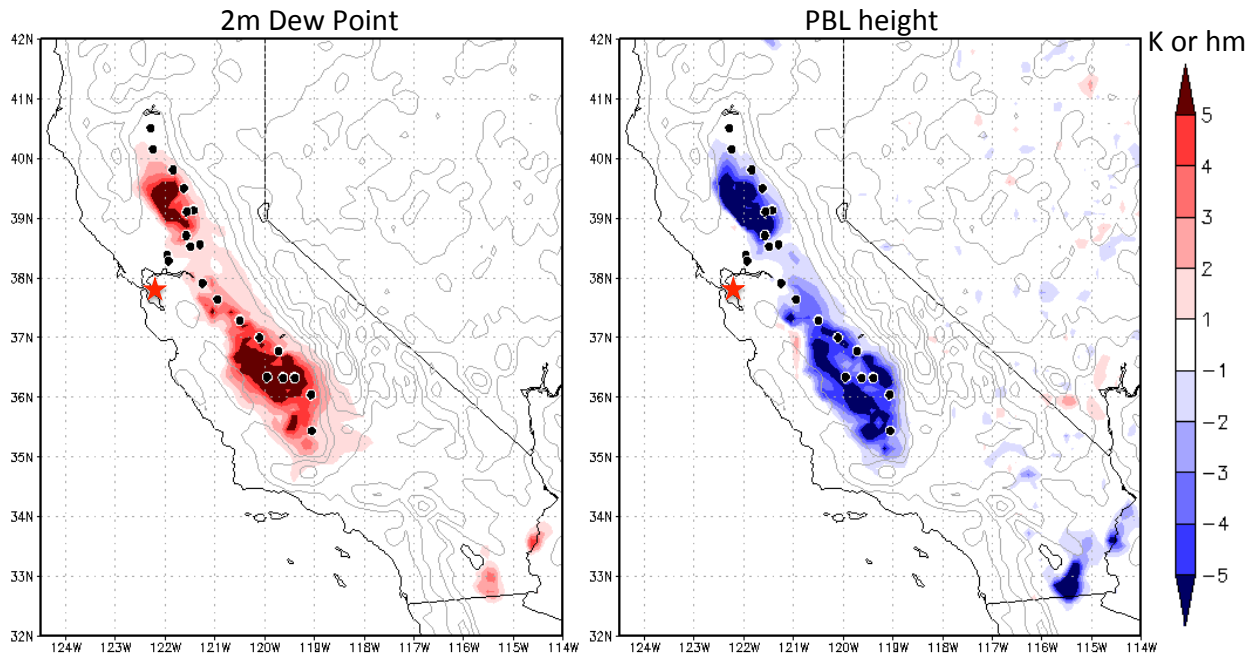 2m Dew Point
PBL height
K or hm
42N
41N
40N
39N
38N
37N
36N
35N
34N
33N
32N
124W 123W 122W 121W 120W 119W 118W 117W 116W 115W 114W
42N
41N
40N
39N
38N
37N
36N
35N
34N
33N
32N
124W 123W 122W 121W 120W 119W 118W 117W 116W 115W 114W
5
4
3
2
1
-1
-2
-3
-4
-5